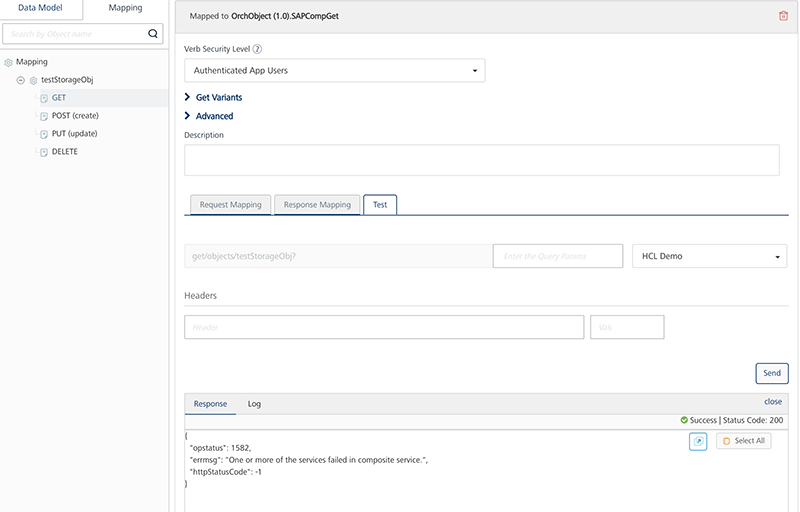 Data Model
Mapping
Search by Object name
Mapping
testStorageObj
GET
POST (create)
PUT (update)
DELETE
Mapped to OrchObject (1.0).SAPCompGet
Verb Security Level ?
Authenticated App Users
Get Variants
Advanced
Description
Request Mapping
Response Mapping
Test
get/objects/testStorageObj?
Enter the Query Params
HCL Demo
Headers
Header
Send
Response
Log
close
Success | Status Code: 200
Select All
{
"opstatus": 1582,
"errmsg": "One or more of the services failed in composite service.",
"httpStatusCode": -1
}